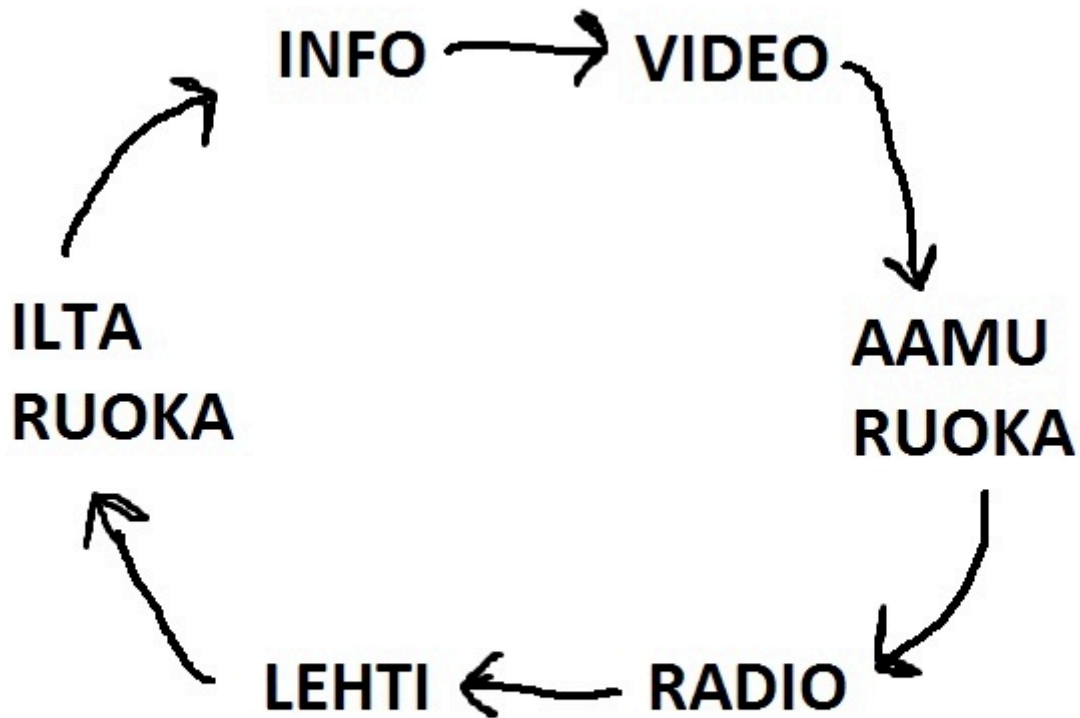 INFO
VIDEO
AAMU
RUOKA
RADIO
LEHTI
ILTA
RUOKA